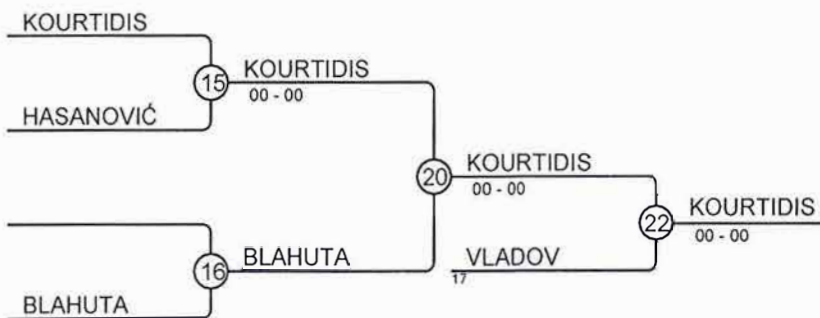 KOURTIDIS
15
KOURTIDIS
00 - 00
HASANOVIĆ
20
KOURTIDIS
00 - 00
22
KOURTIDIS
00 - 00
16
BLAHUTA
VLADOV
17
BLAHUTA